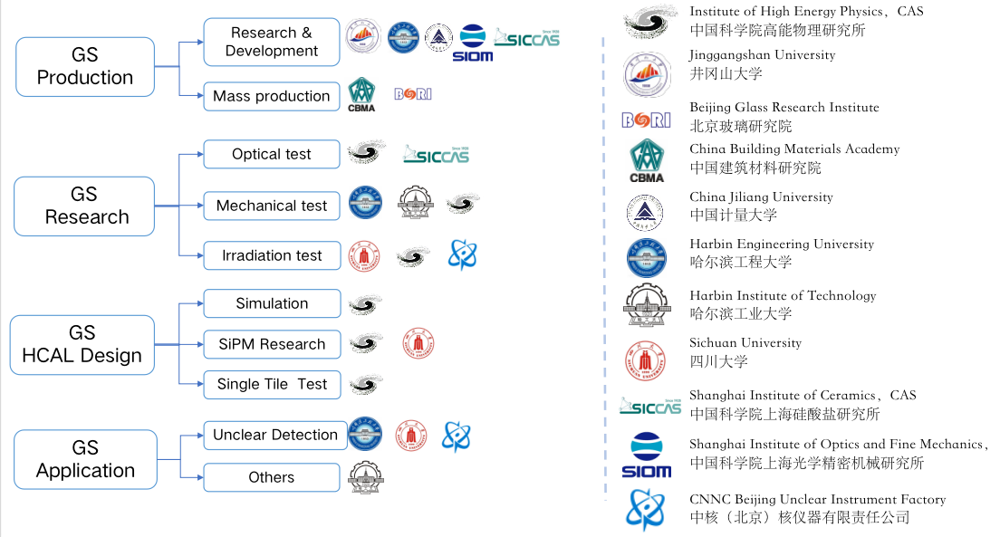 GS
Production
Research &
Development
SIOM
Since 1928
SICCAS
Mass production
CBMA
BGRI
GS
Research
Optical test
Since 1928
SICCAS
Mechanical test
Irradiation test
GS
HCAL Design
Simulation
SiPM Research
Single Tile Test
GS
Application
Unclear Detection
Others
Institute of High Energy Physics, CAS
中国科学院高能物理研究所
Jinggangshan University
井冈山大学
BGRI
Beijing Glass Research Institute
北京玻璃研究院
CBMA
China Building Materials Academy
中国建筑材料研究院
China Jiliang University
中国计量大学
Harbin Engineering University
哈尔滨工程大学
Harbin Institute of Technology
哈尔滨工业大学
Sichuan University
四川大学
Since 1928
SICCAS
Shanghai Institute of Ceramics, CAS
中国科学院上海硅酸盐研究所
SIOM
Shanghai Institute of Optics and Fine Mechanics,
中国科学院上海光学精密机械研究所
CNNC Beijing Unclear Instrument Factory
中核（北京）核仪器有限责任公司